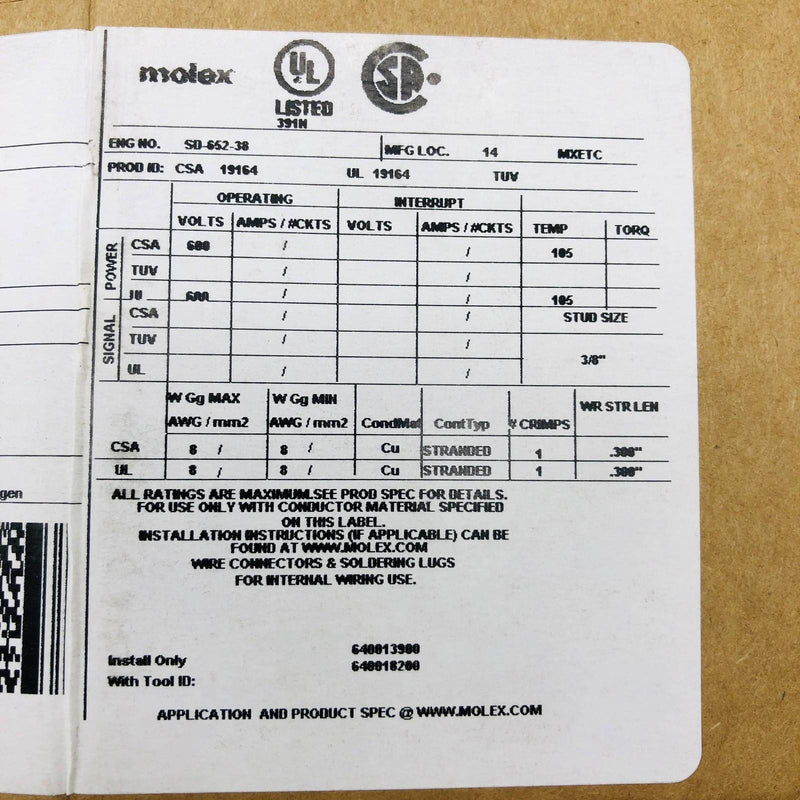 molex
UL
LISTED
391N
SA
ENG NO. SD-652-38 MFG LOC. 14 MXETC
PROD ID: CSA 19164 UL 19164 TUV
OPERATING INTERRUPT
VOLTS AMPS / #CKTS VOLTS AMPS / #CKTS TEMP TORQ
POWER
CSA 600 / / 105
TUV / /
UL 600 / / 105
SIGNAL
CSA / / STUD SIZE
TUV / /
UL / / 3/8"
W Gg MAX W Gg MIN
AWG / mm2 AWG / mm2 CondMat ContTyp # CRIMPS WR STR LEN
CSA 8 / 8 / Cu STRANDED 1 .300"
UL 8 / 8 / Cu STRANDED 1 .300"
gen
ALL RATINGS ARE MAXIMUM.SEE PROD SPEC FOR DETAILS.
FOR USE ONLY WITH CONDUCTOR MATERIAL SPECIFIED
ON THIS LABEL.
INSTALLATION INSTRUCTIONS (IF APPLICABLE) CAN BE
FOUND AT WWW.MOLEX.COM
WIRE CONNECTORS & SOLDERING LUGS
FOR INTERNAL WIRING USE.
640013900
Install Only 640018200
With Tool ID:
APPLICATION AND PRODUCT SPEC @ WWW.MOLEX.COM